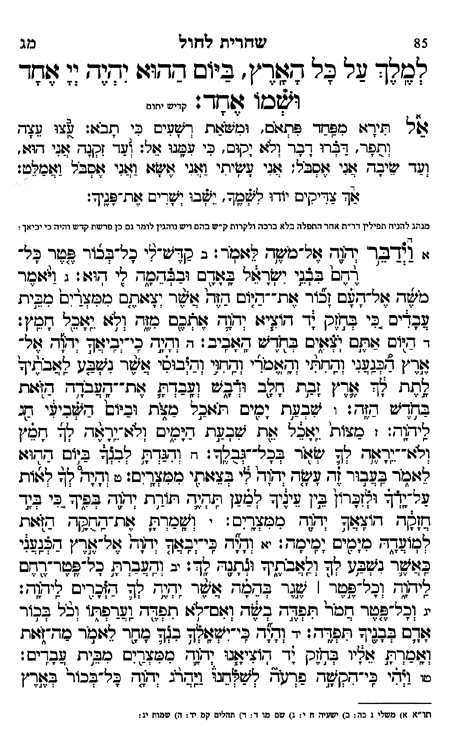 85 שחרית לחול מג
לְמֶלֶךְ עַל כָּל הָאָרֶץ, בַּיּוֹם הַהוּא יִהְיֶה יְיָ אֶחָד
וּשְׁמוֹ אֶחָד: קדיש יתום
אַל תִּירָא מִפַּחַד פִּתְאֹם, וּמִשֹּׁאַת רְשָׁעִים כִּי תָבֹא: עֻצוּ עֵצָה
וְתֻפָר, דַּבְּרוּ דָבָר וְלֹא יָקוּם, כִּי עִמָּנוּ אֵל: וְעַד זִקְנָה אֲנִי הוּא,
וְעַד שֵׂיבָה אֲנִי אֶסְבֹּל; אֲנִי עָשִׂיתִי וַאֲנִי אֶשָּׂא וַאֲנִי אֶסְבֹּל וַאֲמַלֵּט:
אַךְ צַדִּיקִים יוֹדוּ לִשְׁמֶךָ, יֵשְׁבוּ יְשָׁרִים אֶת־פָּנֶיךָ:
מנהג להניח תפילין דר״ת אחר התפלה בלא ברכה ולקרות ק״ש בהם ויש נוהגין לומר גם כן פרשת קדש והיה כי יביאך:
א וַיְדַבֵּר יְהוָֹה אֶל־מֹשֶׁה לֵּאמֹר: ב קַדֶּשׁ־לִי כָל־בְּכוֹר פֶּטֶר כָּל־
רֶחֶם בִּבְנֵי יִשְׂרָאֵל בָּאָדָם וּבַבְּהֵמָה לִי הוּא: ג וַיֹּאמֶר
מֹשֶׁה אֶל־הָעָם זָכוֹר אֶת־הַיּוֹם הַזֶּה אֲשֶׁר יְצָאתֶם מִמִּצְרַיִם מִבֵּית
עֲבָדִים כִּי בְּחֹזֶק יָד הוֹצִיא יְהוָֹה אֶתְכֶם מִזֶּה וְלֹא יֵאָכֵל חָמֵץ:
ד הַיּוֹם אַתֶּם יֹצְאִים בְּחֹדֶשׁ הָאָבִיב: ה וְהָיָה כִי־יְבִיאֲךָ יְהוָֹה אֶל־
אֶרֶץ הַכְּנַעֲנִי וְהַחִתִּי וְהָאֱמֹרִי וְהַחִוִּי וְהַיְבוּסִי אֲשֶׁר נִשְׁבַּע לַאֲבֹתֶיךָ
לָתֶת לָךְ אֶרֶץ זָבַת חָלָב וּדְבָשׁ וְעָבַדְתָּ אֶת־הָעֲבֹדָה הַזֹּאת
בַּחֹדֶשׁ הַזֶּה: ו שִׁבְעַת יָמִים תֹּאכַל מַצֹּת וּבַיּוֹם הַשְּׁבִיעִי חַג
לַיהוָֹה: ז מַצּוֹת יֵאָכֵל אֵת שִׁבְעַת הַיָּמִים וְלֹא־יֵרָאֶה לְךָ חָמֵץ
וְלֹא־יֵרָאֶה לְךָ שְׂאֹר בְּכָל־גְּבֻלֶךָ: ח וְהִגַּדְתָּ לְבִנְךָ בַּיּוֹם הַהוּא
לֵאמֹר בַּעֲבוּר זֶה עָשָׂה יְהוָֹה לִי בְּצֵאתִי מִמִּצְרָיִם: ט וְהָיָה לְךָ לְאוֹת
עַל־יָדְךָ וּלְזִכָּרוֹן בֵּין עֵינֶיךָ לְמַעַן תִּהְיֶה תּוֹרַת יְהוָֹה בְּפִיךָ כִּי בְּיָד
חֲזָקָה הוֹצִאֲךָ יְהוָֹה מִמִּצְרָיִם: י וְשָׁמַרְתָּ אֶת־הַחֻקָּה הַזֹּאת
לְמוֹעֲדָהּ מִיָּמִים יָמִימָה: יא וְהָיָה כִּי־יְבִאֲךָ יְהוָֹה אֶל־אֶרֶץ הַכְּנַעֲנִי
כַּאֲשֶׁר נִשְׁבַּע לְךָ וְלַאֲבֹתֶיךָ וּנְתָנָהּ לָךְ: יב וְהַעֲבַרְתָּ כָל־פֶּטֶר־רֶחֶם
לַיהוָֹה וְכָל־פֶּטֶר | שֶׁגֶר בְּהֵמָה אֲשֶׁר יִהְיֶה לְךָ הַזְּכָרִים לַיהוָֹה:
יג וְכָל־פֶּטֶר חֲמֹר תִּפְדֶּה בְשֶׂה וְאִם־לֹא תִפְדֶּה וַעֲרַפְתּוֹ וְכֹל בְּכוֹר
אָדָם בְּבָנֶיךָ תִּפְדֶּה: יד וְהָיָה כִּי־יִשְׁאָלְךָ בִנְךָ מָחָר לֵאמֹר מַה־זֹּאת
וְאָמַרְתָּ אֵלָיו בְּחֹזֶק יָד הוֹצִיאָנוּ יְהוָֹה מִמִּצְרַיִם מִבֵּית עֲבָדִים:
טו וַיְהִי כִּי־הִקְשָׁה פַרְעֹה לְשַׁלְּחֵנוּ וַיַּהֲרֹג יְהוָֹה כָּל־בְּכוֹר בְּאֶרֶץ
תו״א א) משלי ג כה: ב) ישעיה ח י: ג) שם מו ד: ד) תהלים קמ יד: ה) שמות יג: